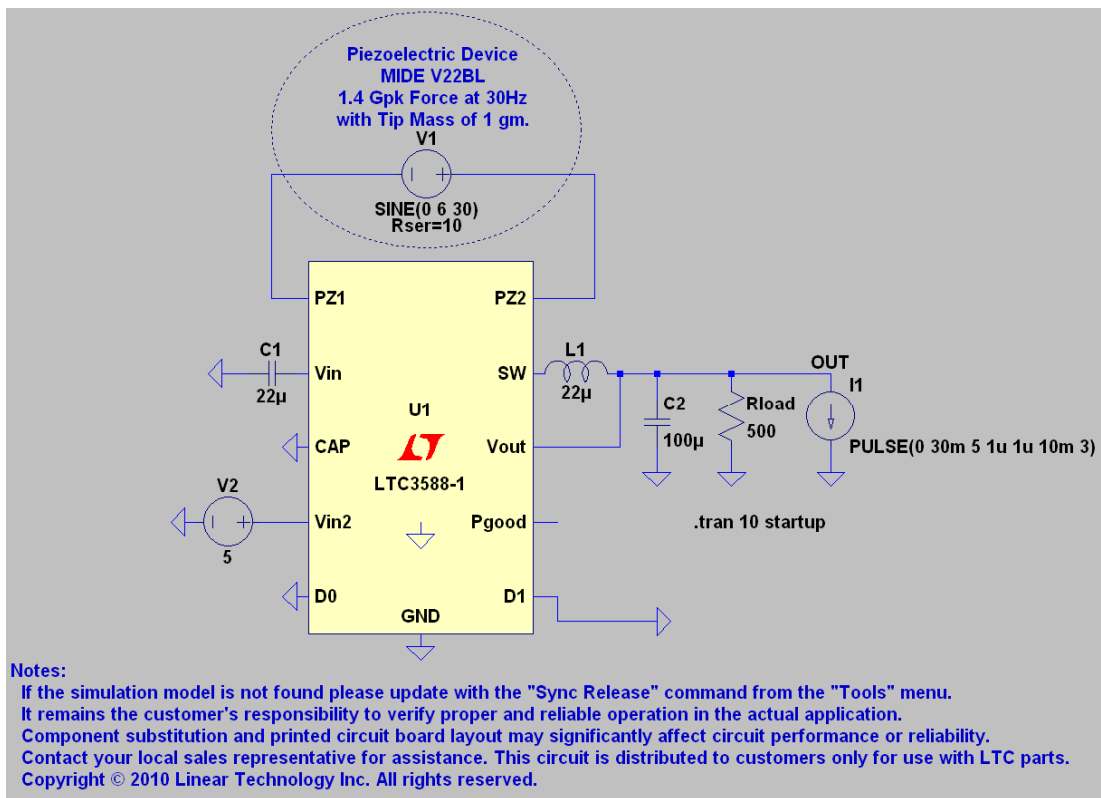 Piezoelectric Device
MIDE V22BL
1.4 Gpk Force at 30Hz
with Tip Mass of 1 gm.
V1
SINE(0 6 30)
Rser=10
PZ1
PZ2
C1
22µ
Vin
SW
L1
22µ
OUT
I1
C2
100µ
Rload
500
PULSE(0 30m 5 1u 1u 10m 3)
U1
CAP
Vout
LTC3588-1
V2
5
Vin2
Pgood
.tran 10 startup
D0
D1
GND
Notes:
If the simulation model is not found please update with the "Sync Release" command from the "Tools" menu.
It remains the customer's responsibility to verify proper and reliable operation in the actual application.
Component substitution and printed circuit board layout may significantly affect circuit performance or reliability.
Contact your local sales representative for assistance. This circuit is distributed to customers only for use with LTC parts.
Copyright © 2010 Linear Technology Inc. All rights reserved.